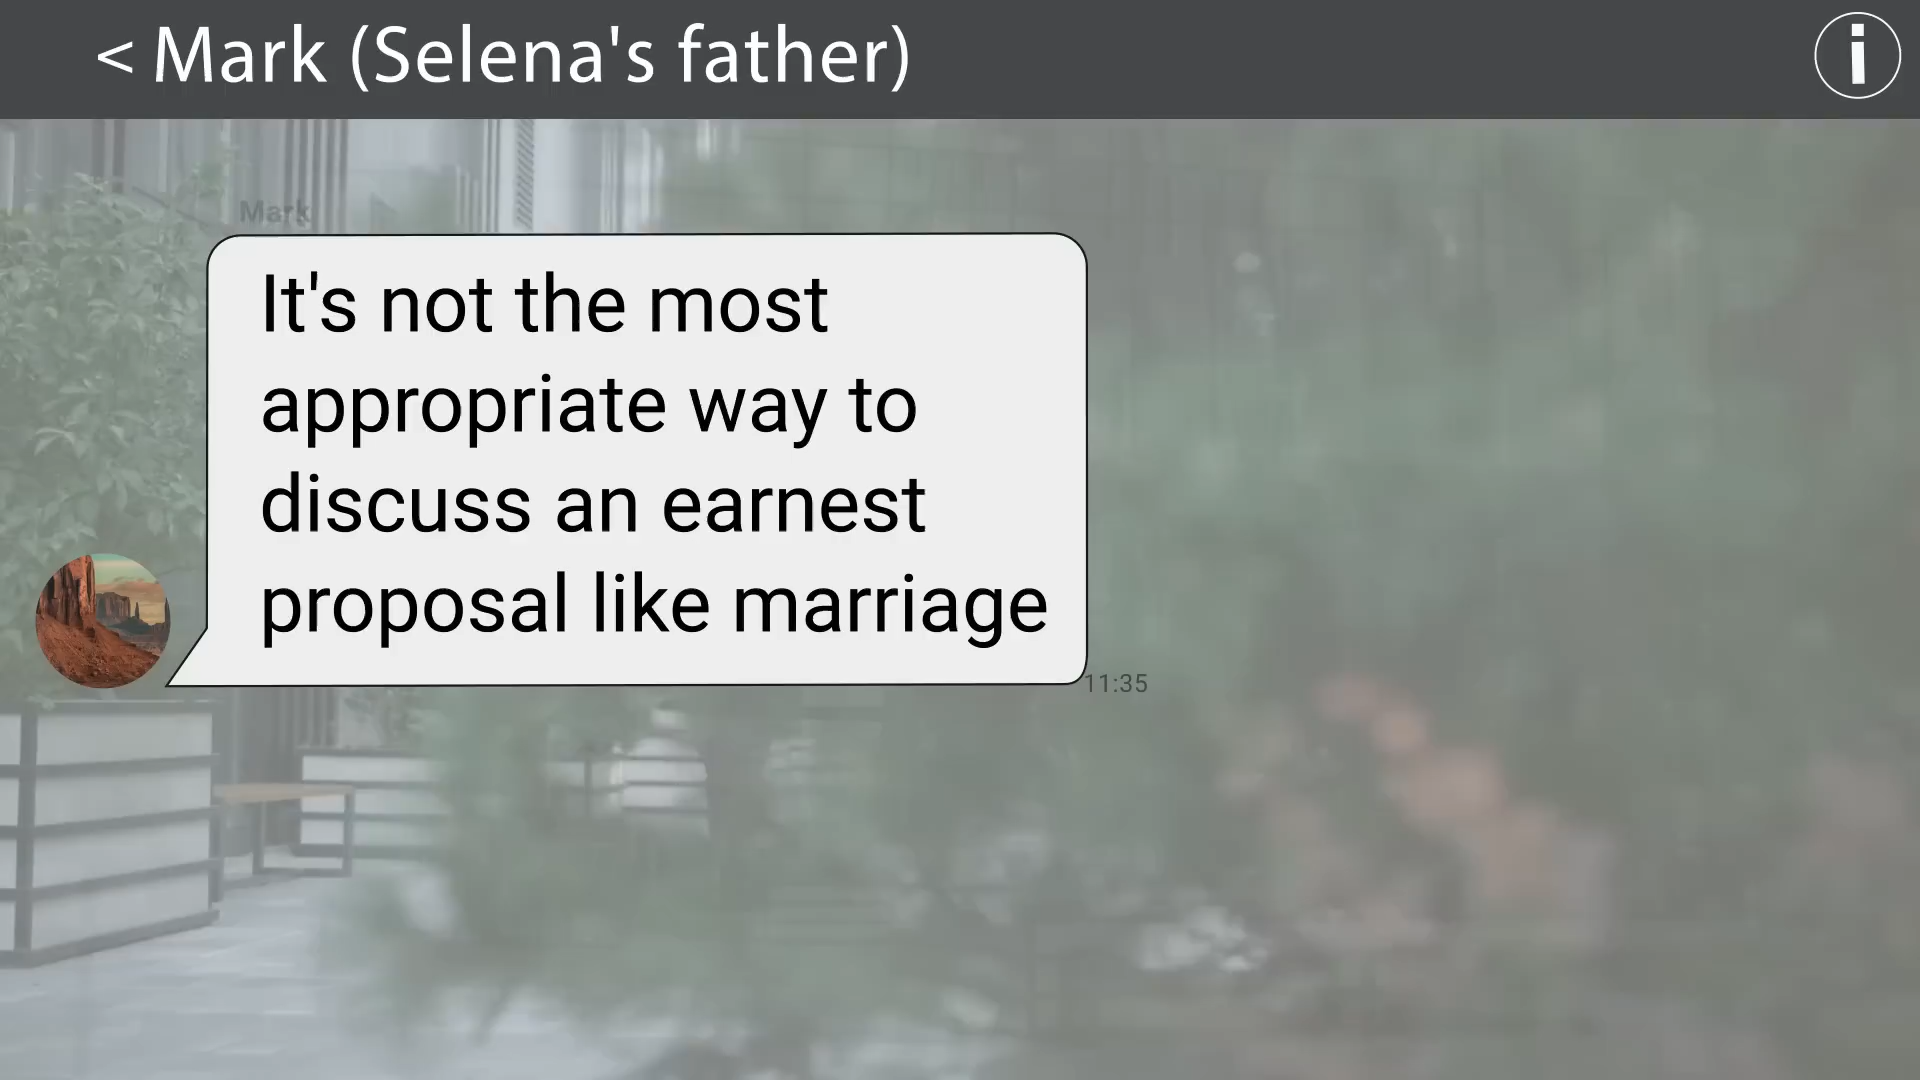 < Mark (Selena's father)
Mark
It's not the most
appropriate way to
discuss an earnest
proposal like marriage
11:35